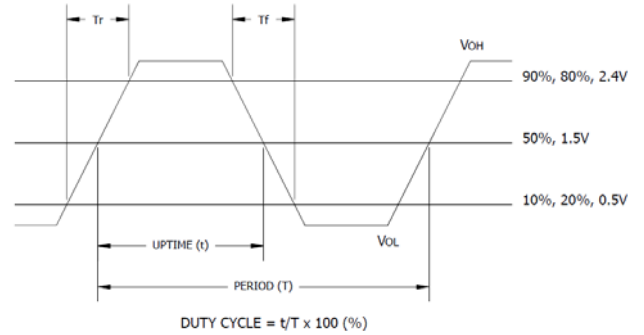 Tr
Tf
VOH
90%, 80%, 2.4V
50%, 1.5V
10%, 20%, 0.5V
UPTIME (t)
VOL
PERIOD (T)
DUTY CYCLE = t/T x 100 (%)